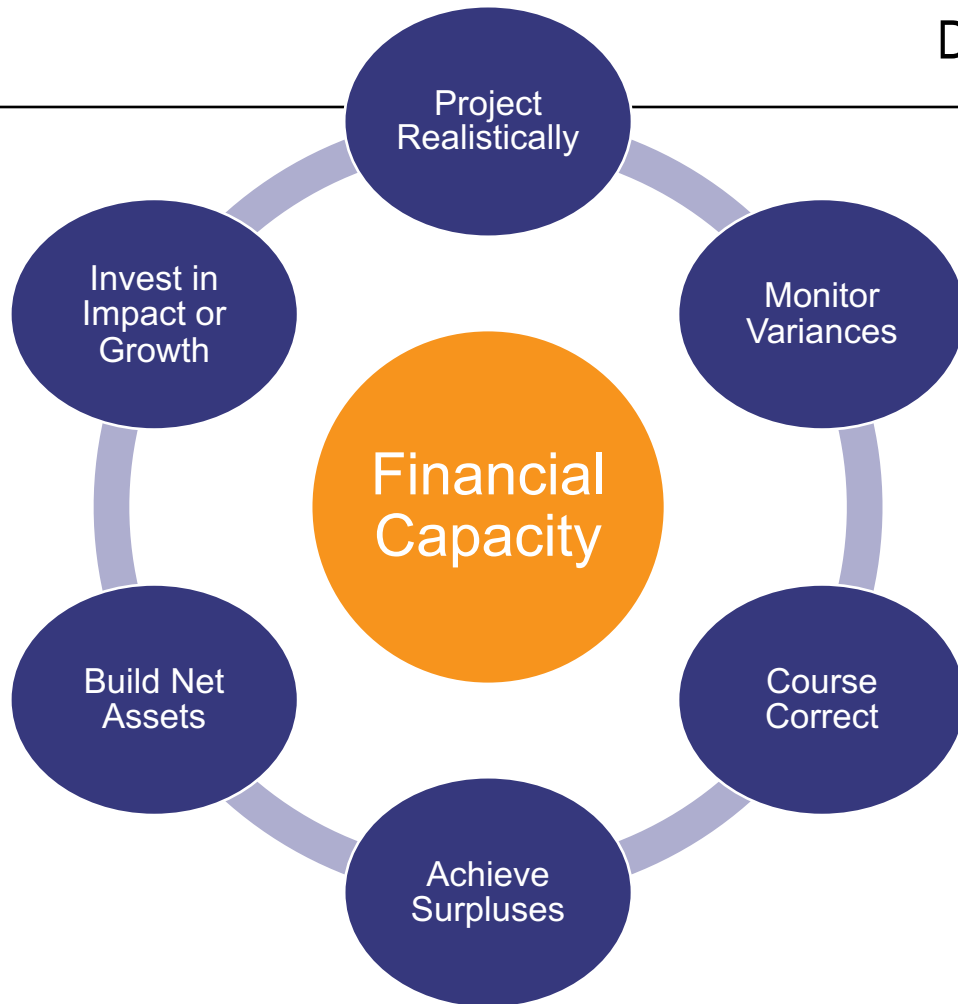 D
Project
Realistically
Monitor
Variances
Course
Correct
Achieve
Surpluses
Build Net
Assets
Invest in
Impact or
Growth
Financial
Capacity